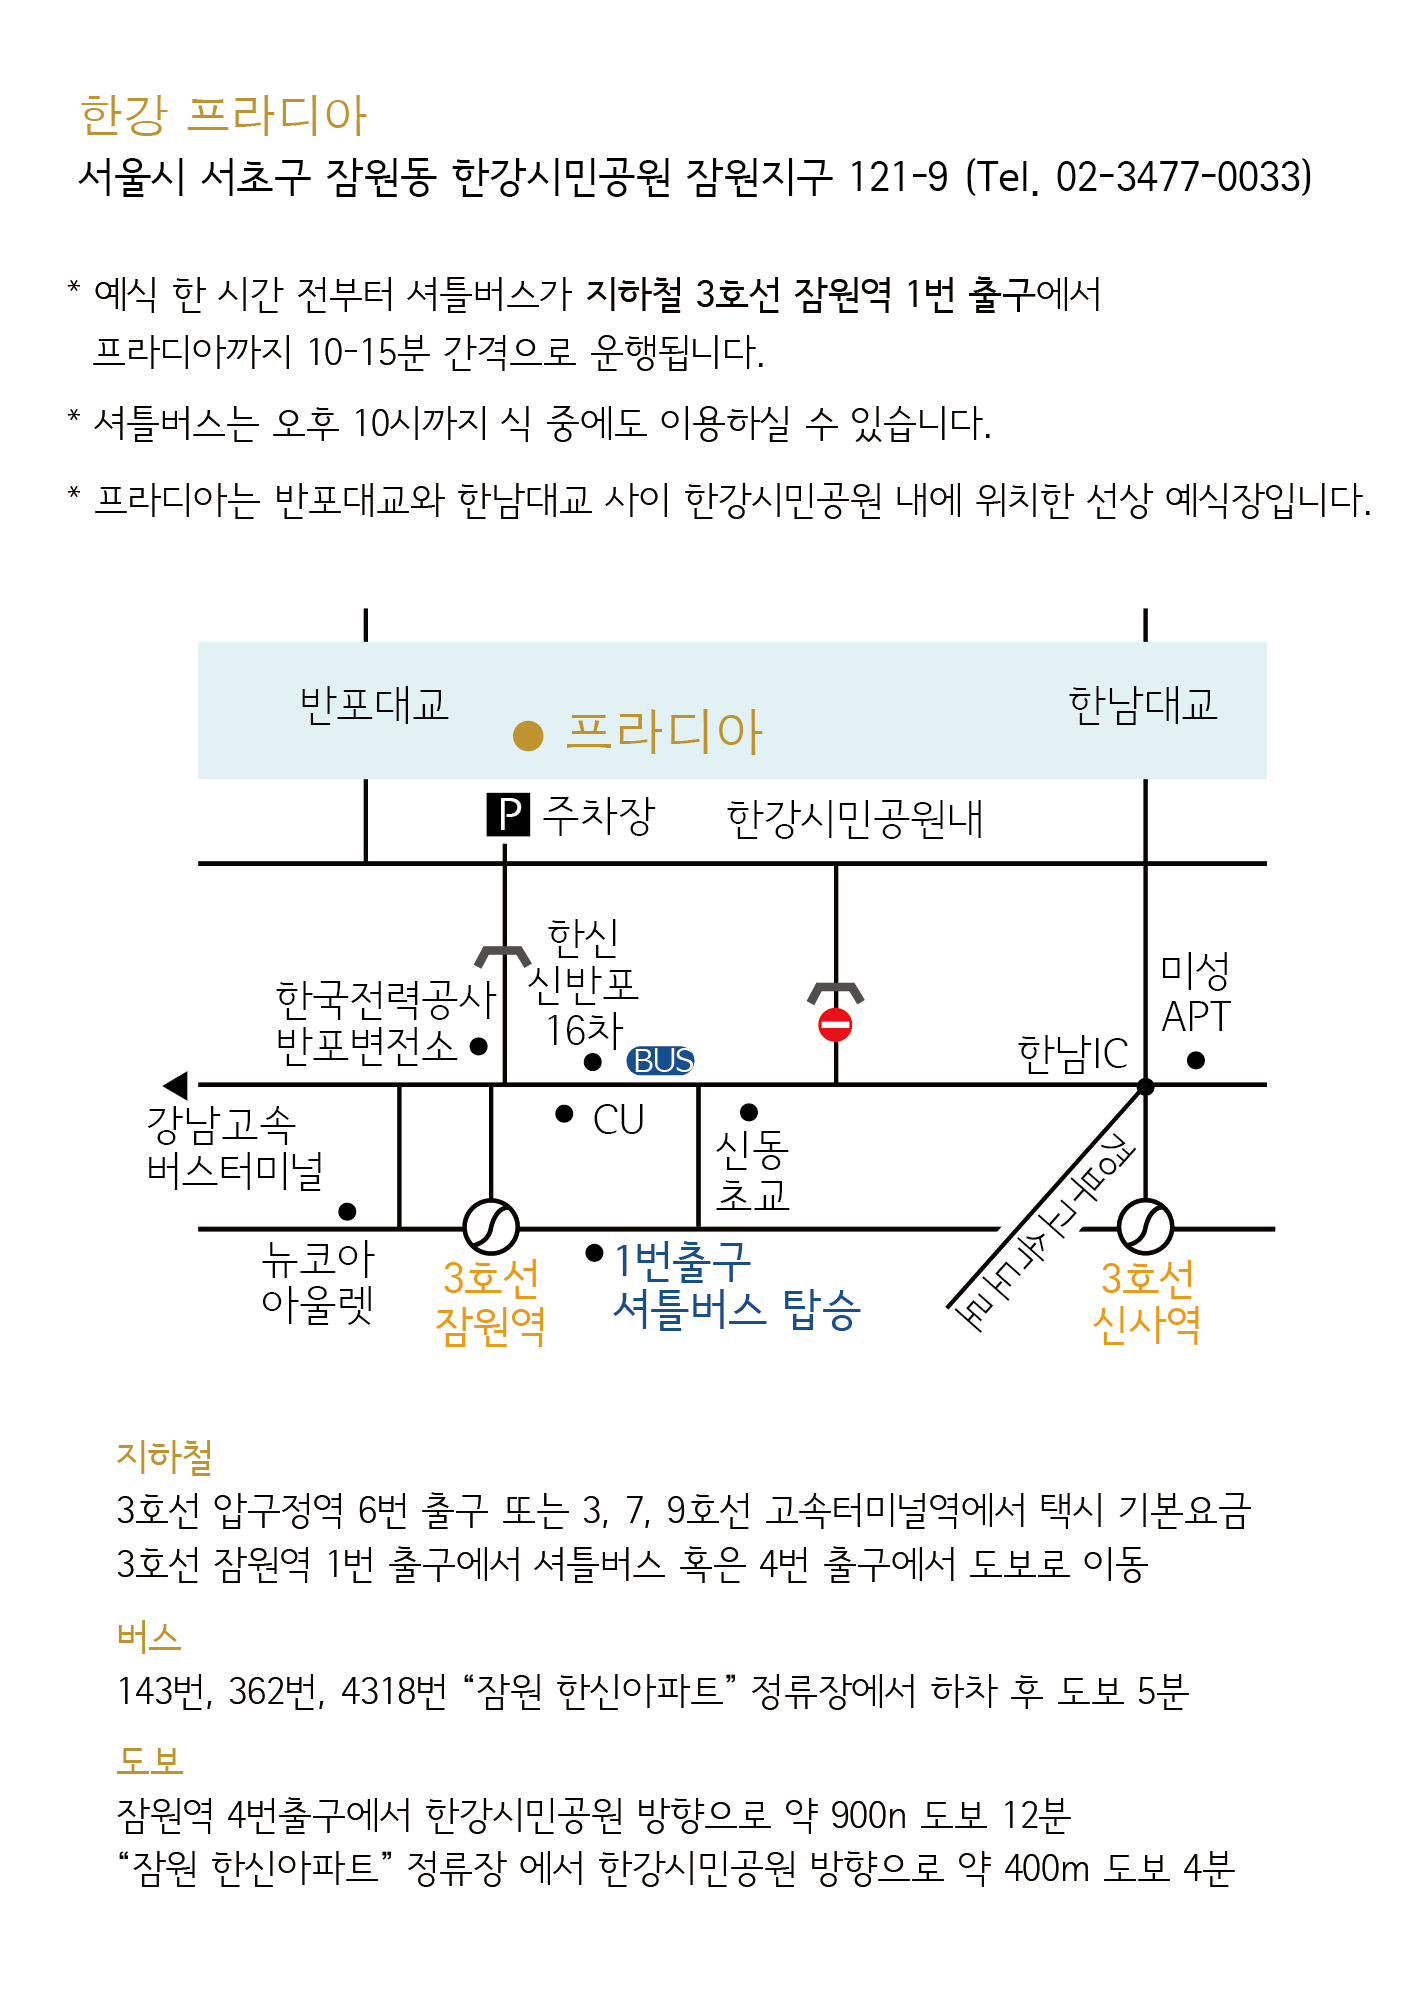 한강 프라디아
서울시 서초구 잠원동 한강시민공원 잠원지구 121-9 (Tel. 02-3477-0033)
* 예식 한 시간 전부터 셔틀버스가 지하철 3호선 잠원역 1번 출구에서
프라디아까지 10-15분 간격으로 운행됩니다.
* 셔틀버스는 오후 10시까지 식 중에도 이용하실 수 있습니다.
* 프라디아는 반포대교와 한남대교 사이 한강시민공원 내에 위치한 선상 예식장입니다.
반포대교
프라디아
한남대교
P 주차장
한강시민공원내
한신
신반포
16차
한국전력공사
반포변전소
BUS
미성
APT
한남IC
강남고속
버스터미널
CU
신동
초교
경부고속도로
뉴코아
아울렛
3호선
잠원역
1번출구
셔틀버스 탑승
3호선
신사역
지하철
3호선 압구정역 6번 출구 또는 3, 7, 9호선 고속터미널역에서 택시 기본요금
3호선 잠원역 1번 출구에서 셔틀버스 혹은 4번 출구에서 도보로 이동
버스
143번, 362번, 4318번 “잠원 한신아파트” 정류장에서 하차 후 도보 5분
도보
잠원역 4번출구에서 한강시민공원 방향으로 약 900n 도보 12분
“잠원 한신아파트” 정류장 에서 한강시민공원 방향으로 약 400m 도보 4분